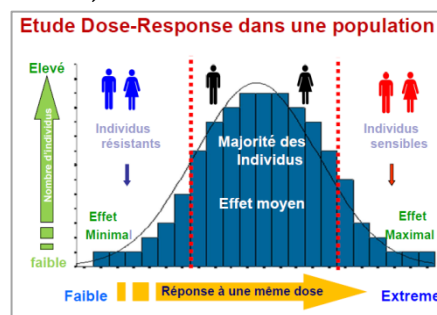 Etude Dose-Response dans une population
Elevé
Nombre d'individus
faible
Individus
résistants
Effet
Minimal
Majorité des
Individus
Effet moyen
Individus
sensibles
Effet
Maximal
Faible
Réponse à une même dose
Extreme